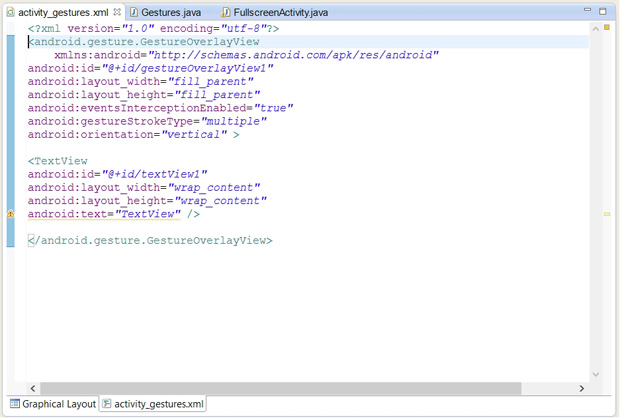 activity_gestures.xml Gestures.java FullscreenActivity.java
<?xml version="1.0" encoding="utf-8"?>
<android.gesture.GestureOverlayView
    xmlns:android="http://schemas.android.com/apk/res/android"
android:id="@+id/gestureOverlayView1"
android:layout_width="fill_parent"
android:layout_height="fill_parent"
android:eventsInterceptionEnabled="true"
android:gestureStrokeType="multiple"
android:orientation="vertical" >
<TextView
android:id="@+id/textView1"
android:layout_width="wrap_content"
android:layout_height="wrap_content"
android:text="TextView" />
</android.gesture.GestureOverlayView>
Graphical Layout activity_gestures.xml